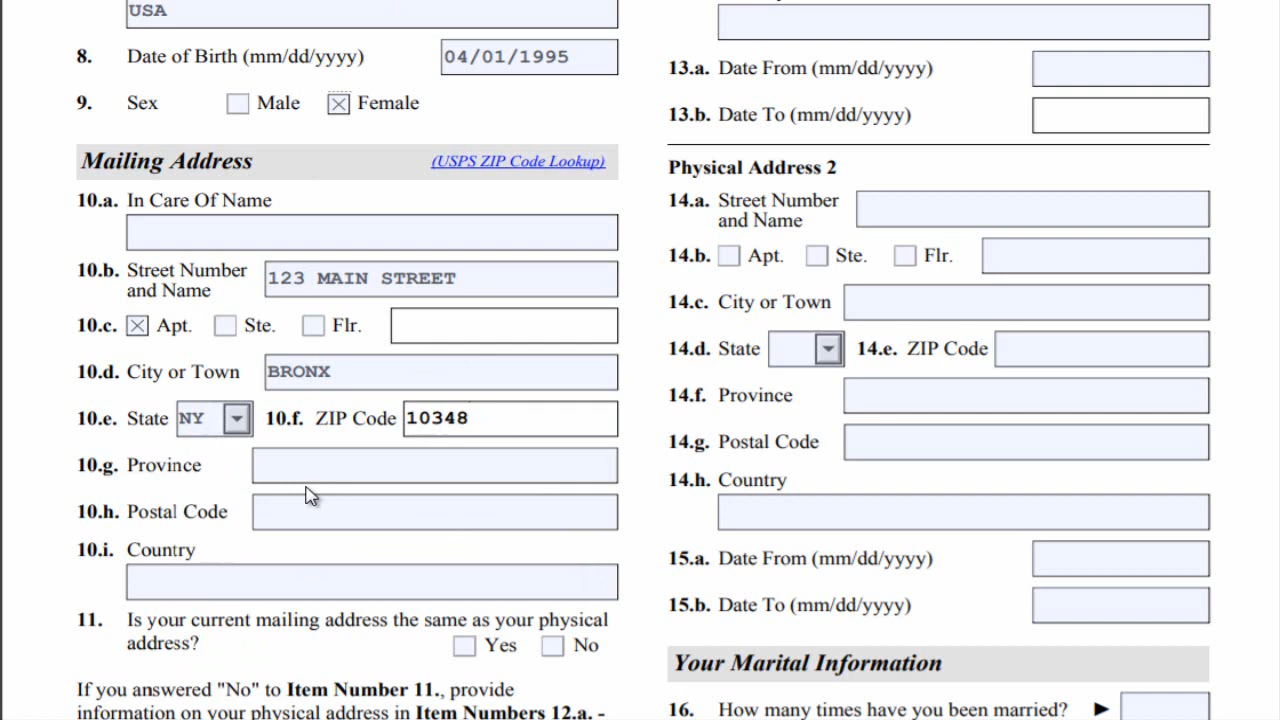 USA
8. Date of Birth (mm/dd/yyyy) 04/01/1995
9. Sex Male Female
Mailing Address (USPS ZIP Code Lookup)
10.a. In Care Of Name
10.b. Street Number and Name 123 MAIN STREET
10.c. Apt. Ste. Flr.
10.d. City or Town BRONX
10.e. State NY 10.f. ZIP Code 10348
10.g. Province
10.h. Postal Code
10.i. Country
11. Is your current mailing address the same as your physical
address? Yes No
If you answered "No" to Item Number 11., provide
information on your physical address in Item Numbers 12.a. -
13.a. Date From (mm/dd/yyyy)
13.b. Date To (mm/dd/yyyy)
Physical Address 2
14.a. Street Number
and Name
14.b. Apt. Ste. Flr.
14.c. City or Town
14.d. State 14.e. ZIP Code
14.f. Province
14.g. Postal Code
14.h. Country
15.a. Date From (mm/dd/yyyy)
15.b. Date To (mm/dd/yyyy)
Your Marital Information
16. How many times have you been married?